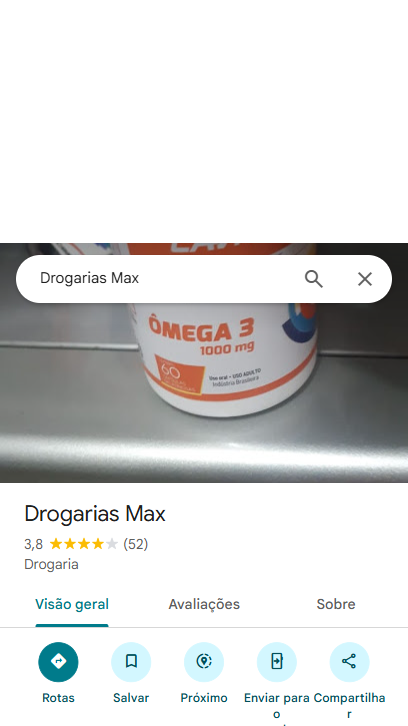 Drogarias Max
ÔMEGA 3
1000 mg
60
Uso oral - USO ADULTO
Indústria Brasileira
Drogarias Max
3,8 (52)
Drogaria
Visão geral Avaliações Sobre
Rotas Salvar Próximo Enviar para o Compartilhar